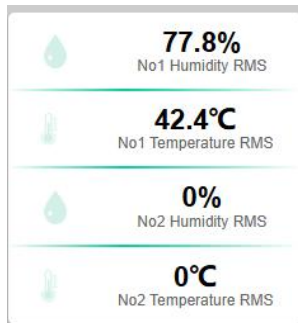 77.8%
No1 Humidity RMS
42.4℃
No1 Temperature RMS
0%
No2 Humidity RMS
0℃
No2 Temperature RMS